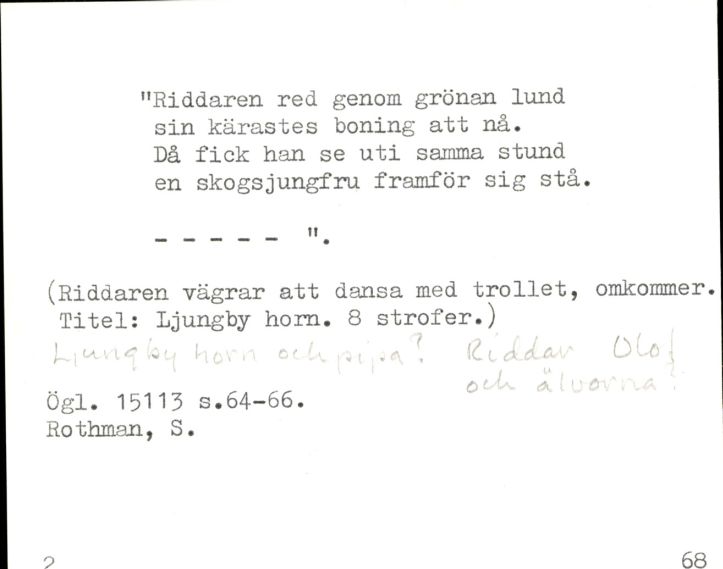 "Riddaren red genom grönan lund
sin kärastes boning att nå.
Då fick han se uti samma stund
en skogsjungfru framför sig stå.
- - - - - ".
(Riddaren vägrar att dansa med trollet, omkommer.
Titel: Ljungby horn. 8 strofer.)
Ljungby horn och pipa? Riddar Olof
och älvorna?
Ögl. 15113 s.64-66.
Rothman, S.
2 68